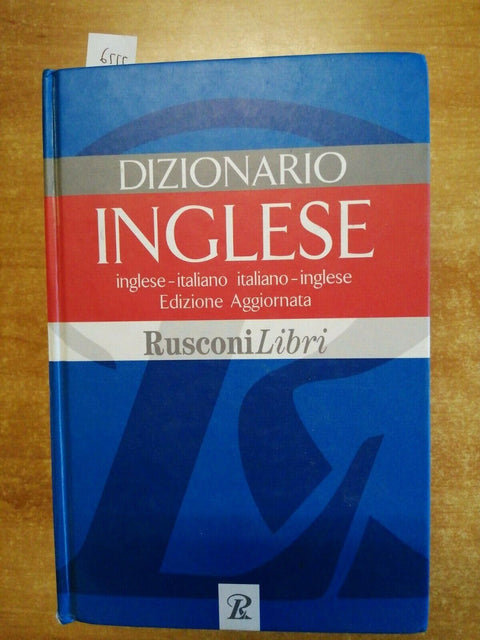 DIZIONARIO
INGLESE
inglese-italiano italiano-inglese
Edizione Aggiornata
RusconiLibri